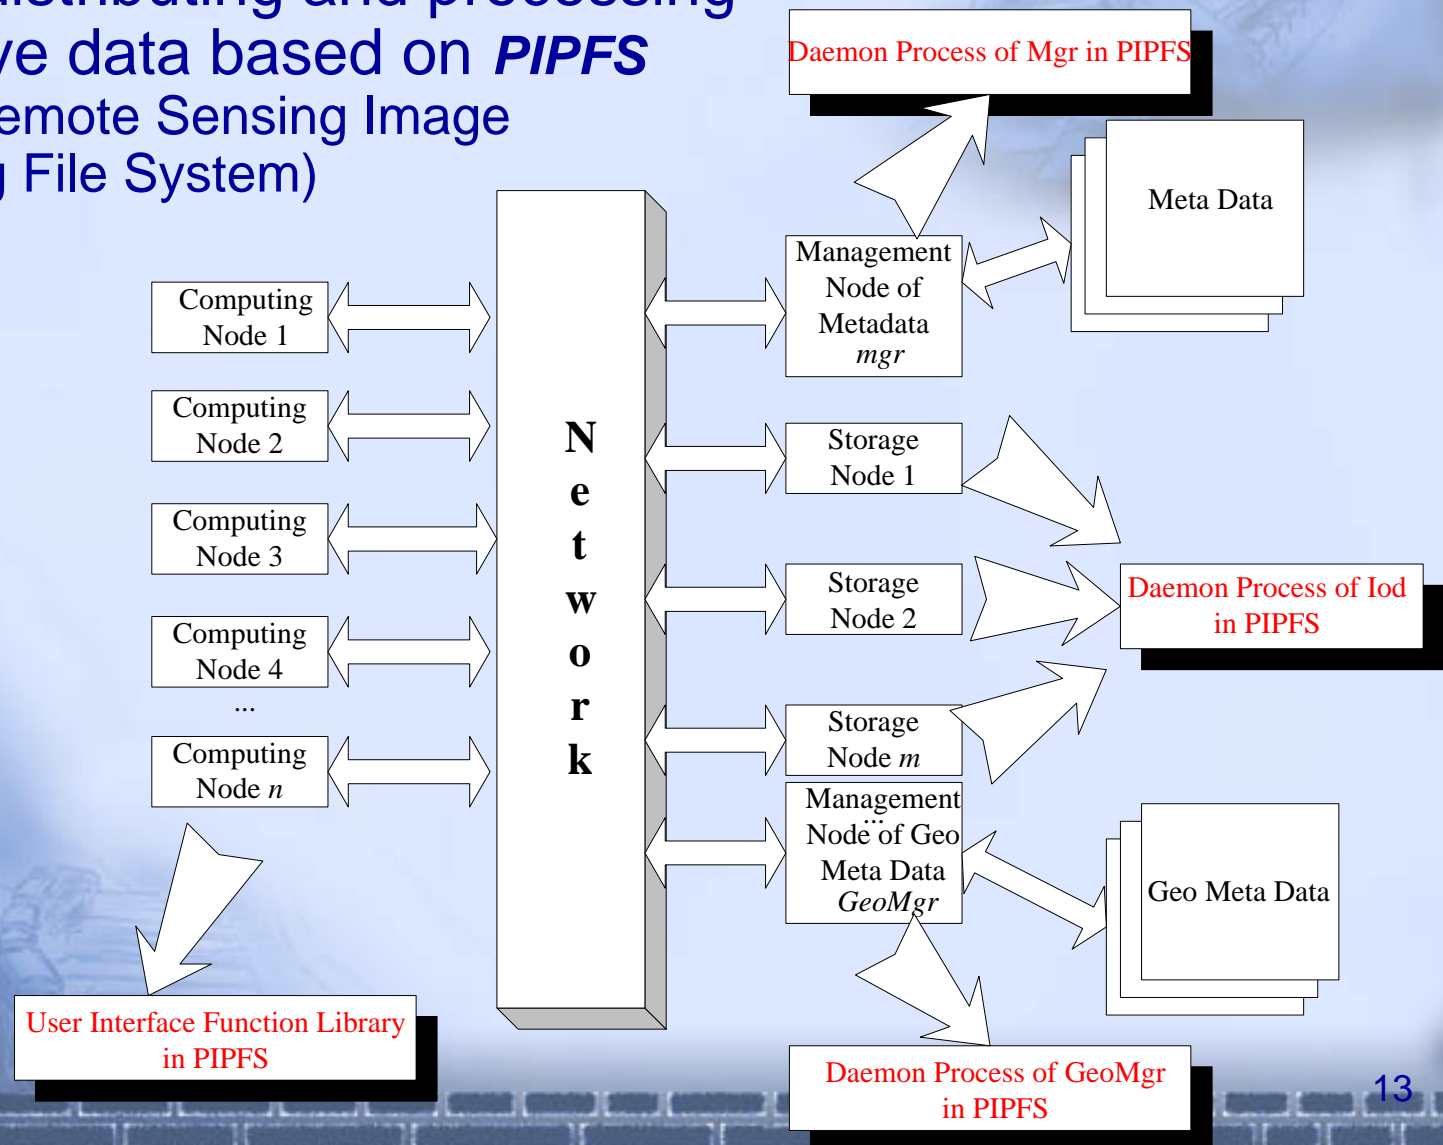 distributing and processing
ve data based on PIPFS
emote Sensing Image
g File System)
Daemon Process of Mgr in PIPFS
Meta Data
Management
Node of
Metadata
mgr
Computing
Node 1
Computing
Node 2
Computing
Node 3
Computing
Node 4
...
Computing
Node n
N
e
t
w
o
r
k
Storage
Node 1
Storage
Node 2
Storage
Node m
...
Daemon Process of Iod
in PIPFS
Management
Node of Geo
Meta Data
GeoMgr
Geo Meta Data
User Interface Function Library
in PIPFS
Daemon Process of GeoMgr
in PIPFS
13